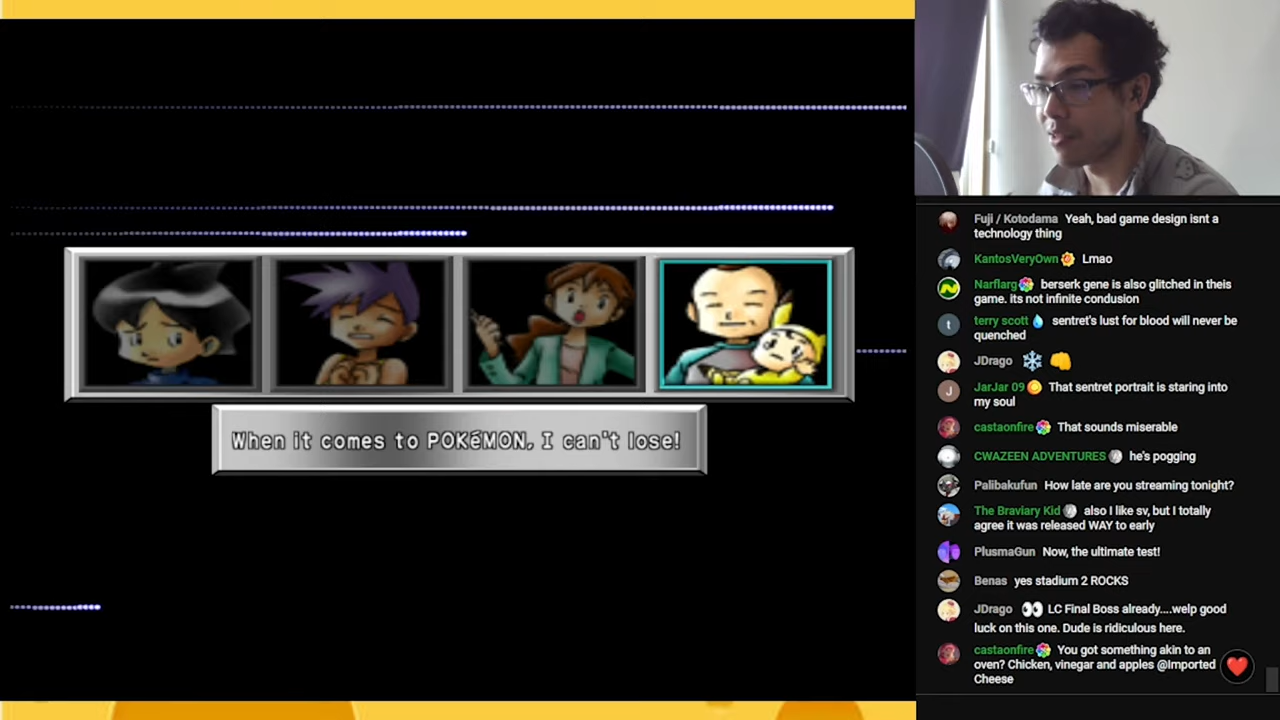 When it comes to POKéMON, I can't lose!
Fuji / Kotodama Yeah, bad game design isnt a
technology thing
KantosVeryOwn Lmao
Narflarg berserk gene is also glitched in theis
game. its not infinite condusion
t terry scott sentret's lust for blood will never be
quenched
JDrago
J JarJar 09 That sentret portrait is staring into
my soul
castaonfire That sounds miserable
CWAZEEN ADVENTURES he's pogging
Palibakufun How late are you streaming tonight?
The Braviary Kid also I like sv, but I totally
agree it was released WAY to early
PlusmaGun Now, the ultimate test!
Benas yes stadium 2 ROCKS
JDrago LC Final Boss already....welp good
luck on this one. Dude is ridiculous here.
castaonfire You got something akin to an
oven? Chicken, vinegar and apples @Imported
Cheese